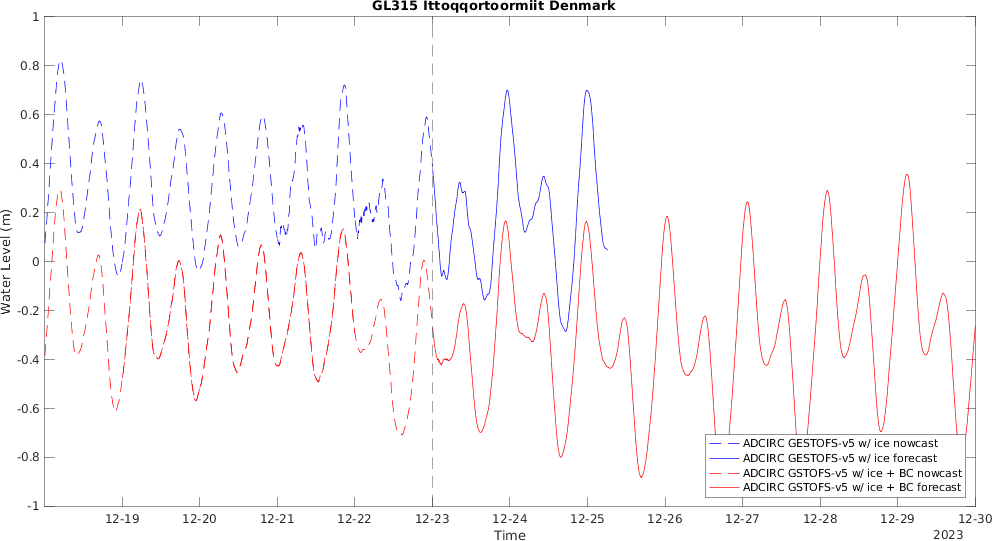 GL315 Ittoqqortoormiit Denmark
1
0.8
0.6
0.4
0.2
0
-0.2
-0.4
-0.6
-0.8
-1
Water Level (m)
ADCIRC GESTOFS-v5 w/ ice nowcast
ADCIRC GESTOFS-v5 w/ ice forecast
ADCIRC GSTOFS-v5 w/ ice + BC nowcast
ADCIRC GSTOFS-v5 w/ ice + BC forecast
12-19 12-20 12-21 12-22 12-23 12-24 12-25 12-26 12-27 12-28 12-29 12-30
Time
2023